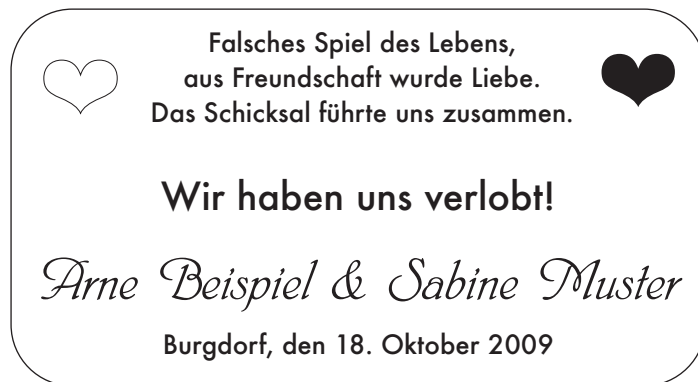 Falsches Spiel des Lebens,
aus Freundschaft wurde Liebe.
Das Schicksal führte uns zusammen.
Wir haben uns verlobt!
Arne Beispiel & Sabine Muster
Burgdorf, den 18. Oktober 2009